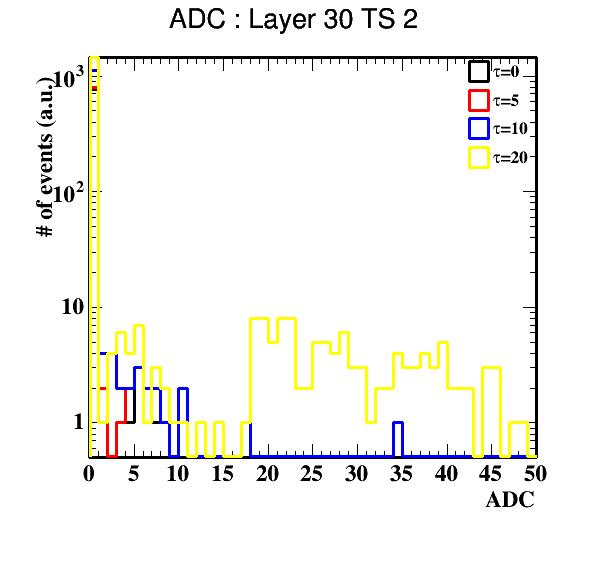 ADC : Layer 30 TS 2
# of events (a.u.)
10³
10²
10
1
τ=0
τ=5
τ=10
τ=20
0 5 10 15 20 25 30 35 40 45 50
ADC